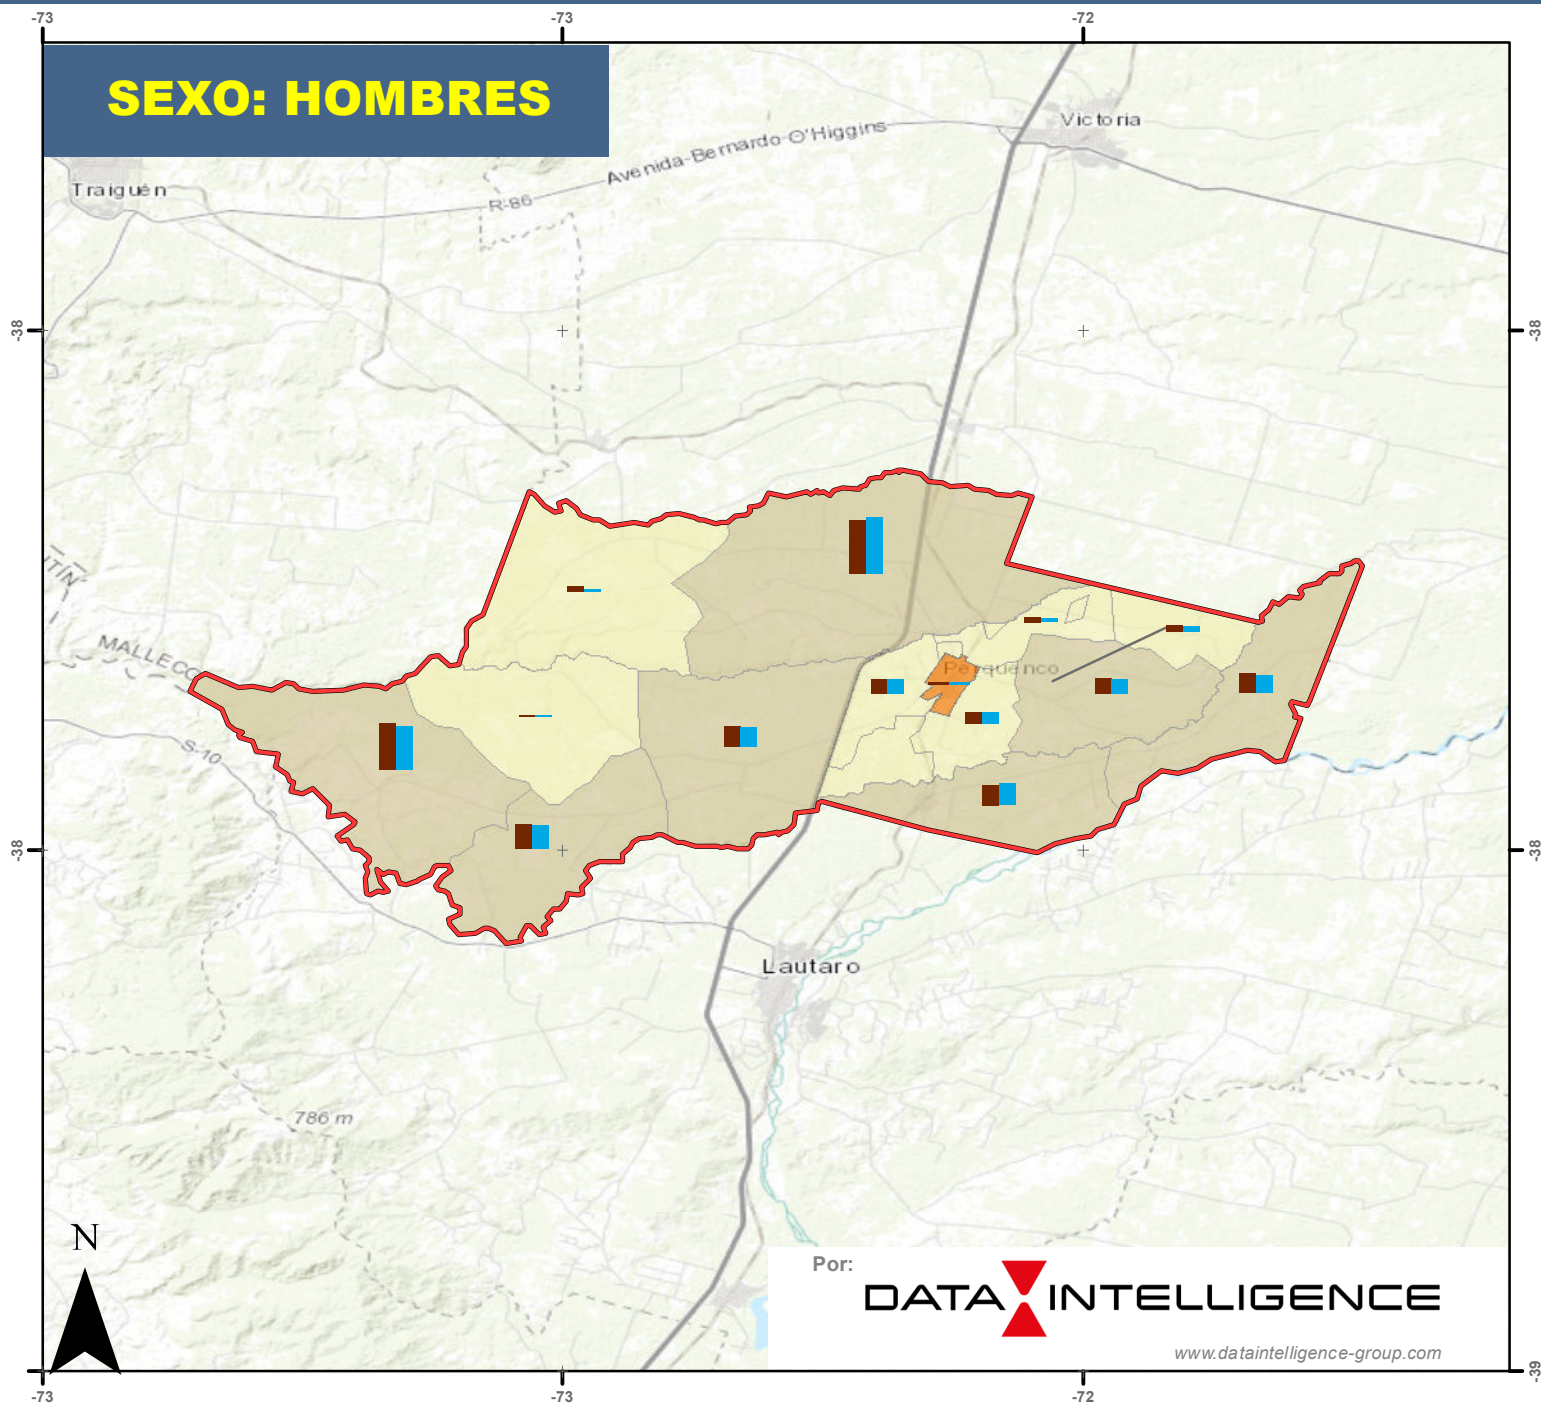 -73
-73
-72
SEXO: HOMBRES
Victoria
Avenida-Bernardo-O'Higgins
Traiguén
R-86
-38
-38
MALLECO
Perquenco
S-10
-38
-38
Lautaro
786 m
N
Por:
DATA INTELLIGENCE
www.dataintelligence-group.com
-39
-73
-73
-72